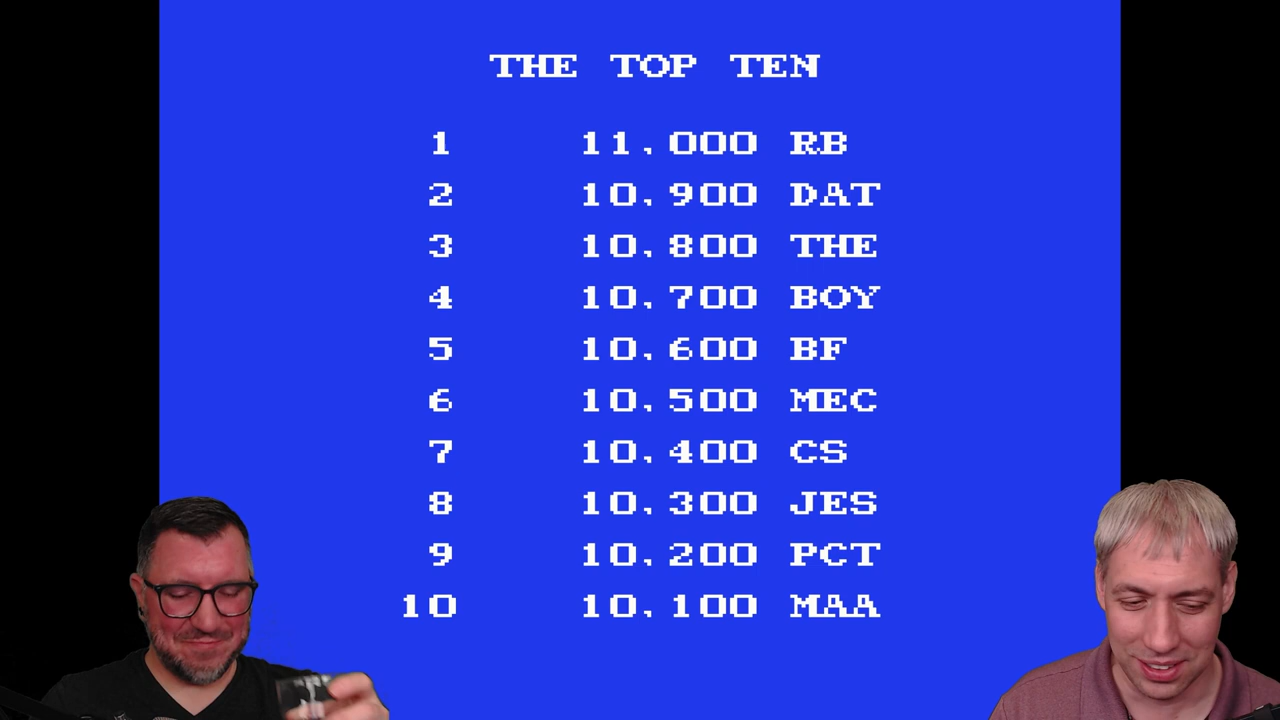 THE TOP TEN
1 11,000 RB
2 10,900 DAT
3 10,800 THE
4 10,700 BOY
5 10,600 BF
6 10,500 MEC
7 10,400 CS
8 10,300 JES
9 10,200 PCT
10 10,100 MAA